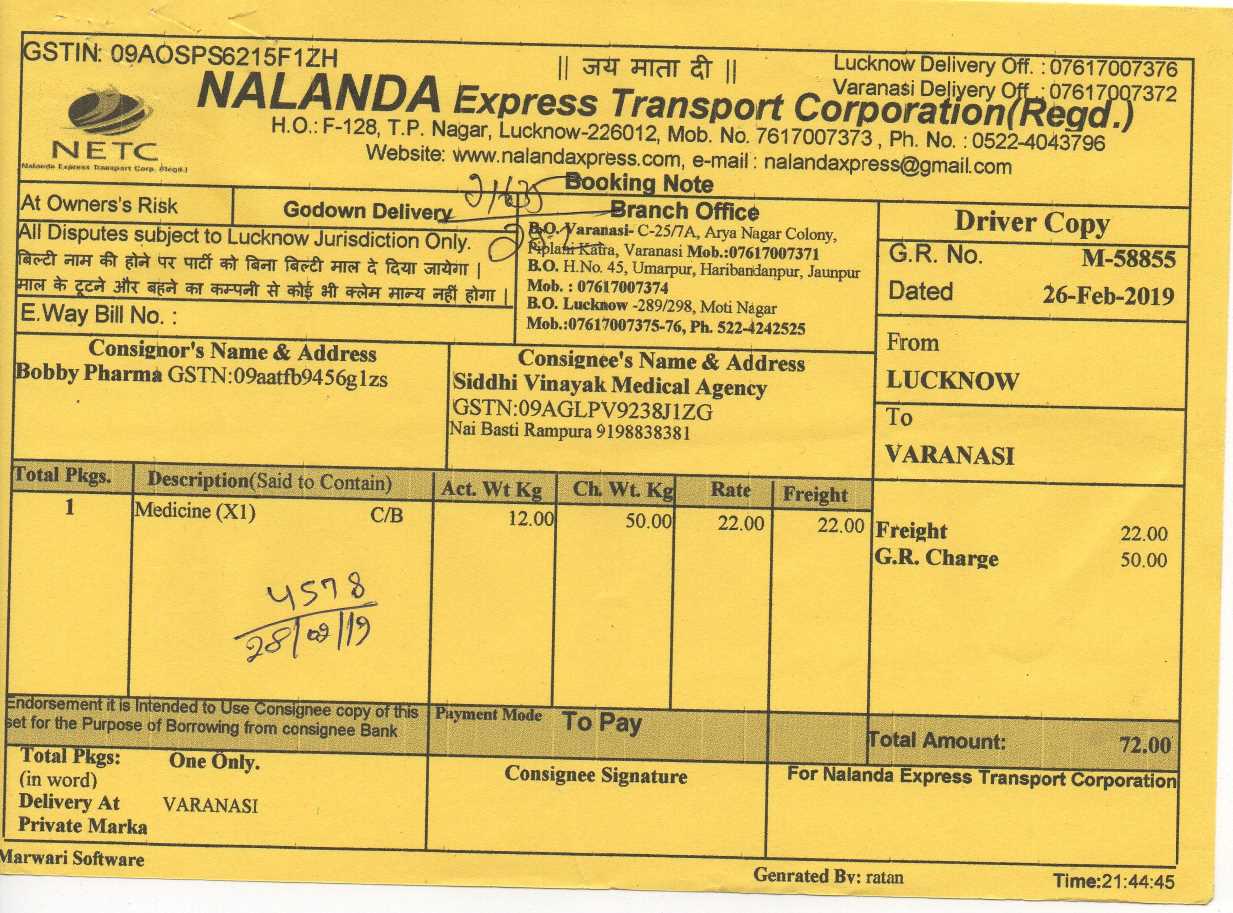 GSTIN: 09AOSPS6215F1ZH
|| जय माता दी ||
Lucknow Delivery Off. : 07617007376
Varanasi Delivery Off. : 07617007372
NALANDA Express Transport Corporation(Regd.)
NETC
Nalanda Express Transport Corp. (Regd.)
H.O.: F-128, T.P. Nagar, Lucknow-226012, Mob. No. 7617007373 , Ph. No. : 0522-4043796
Website: www.nalandaxpress.com, e-mail : nalandaxpress@gmail.com
Booking Note
At Owners's Risk
Godown Delivery
All Disputes subject to Lucknow Jurisdiction Only.
बिल्टी नाम की होने पर पार्टी को बिना बिल्टी माल दे दिया जायेगा |
माल के टूटने और बहने का कम्पनी से कोई भी क्लेम मान्य नहीं होगा |
E.Way Bill No. :
Branch Office
B.O. Varanasi- C-25/7A, Arya Nagar Colony,
Piplani Katra, Varanasi Mob.:07617007371
B.O. H.No. 45, Umarpur, Haribandanpur, Jaunpur
Mob. : 07617007374
B.O. Lucknow -289/298, Moti Nagar
Mob.:07617007375-76, Ph. 522-4242525
Driver Copy
G.R. No. M-58855
Dated 26-Feb-2019
From
LUCKNOW
To
VARANASI
Consignor's Name & Address
Bobby Pharma GSTN:09aatfb9456g1zs
Consignee's Name & Address
Siddhi Vinayak Medical Agency
GSTN:09AGLPV9238J1ZG
Nai Basti Rampura 9198838381
Total Pkgs. Description(Said to Contain) Act. Wt Kg Ch. Wt. Kg Rate Freight
1 Medicine (X1) C/B 12.00 50.00 22.00 22.00
Freight 22.00
G.R. Charge 50.00
4578
28/02/19
Endorsement it is Intended to Use Consignee copy of this
set for the Purpose of Borrowing from consignee Bank
Payment Mode To Pay
Total Amount: 72.00
Total Pkgs: One Only.
(in word)
Delivery At VARANASI
Private Marka
Consignee Signature
For Nalanda Express Transport Corporation
Marwari Software
Genrated By: ratan
Time:21:44:45